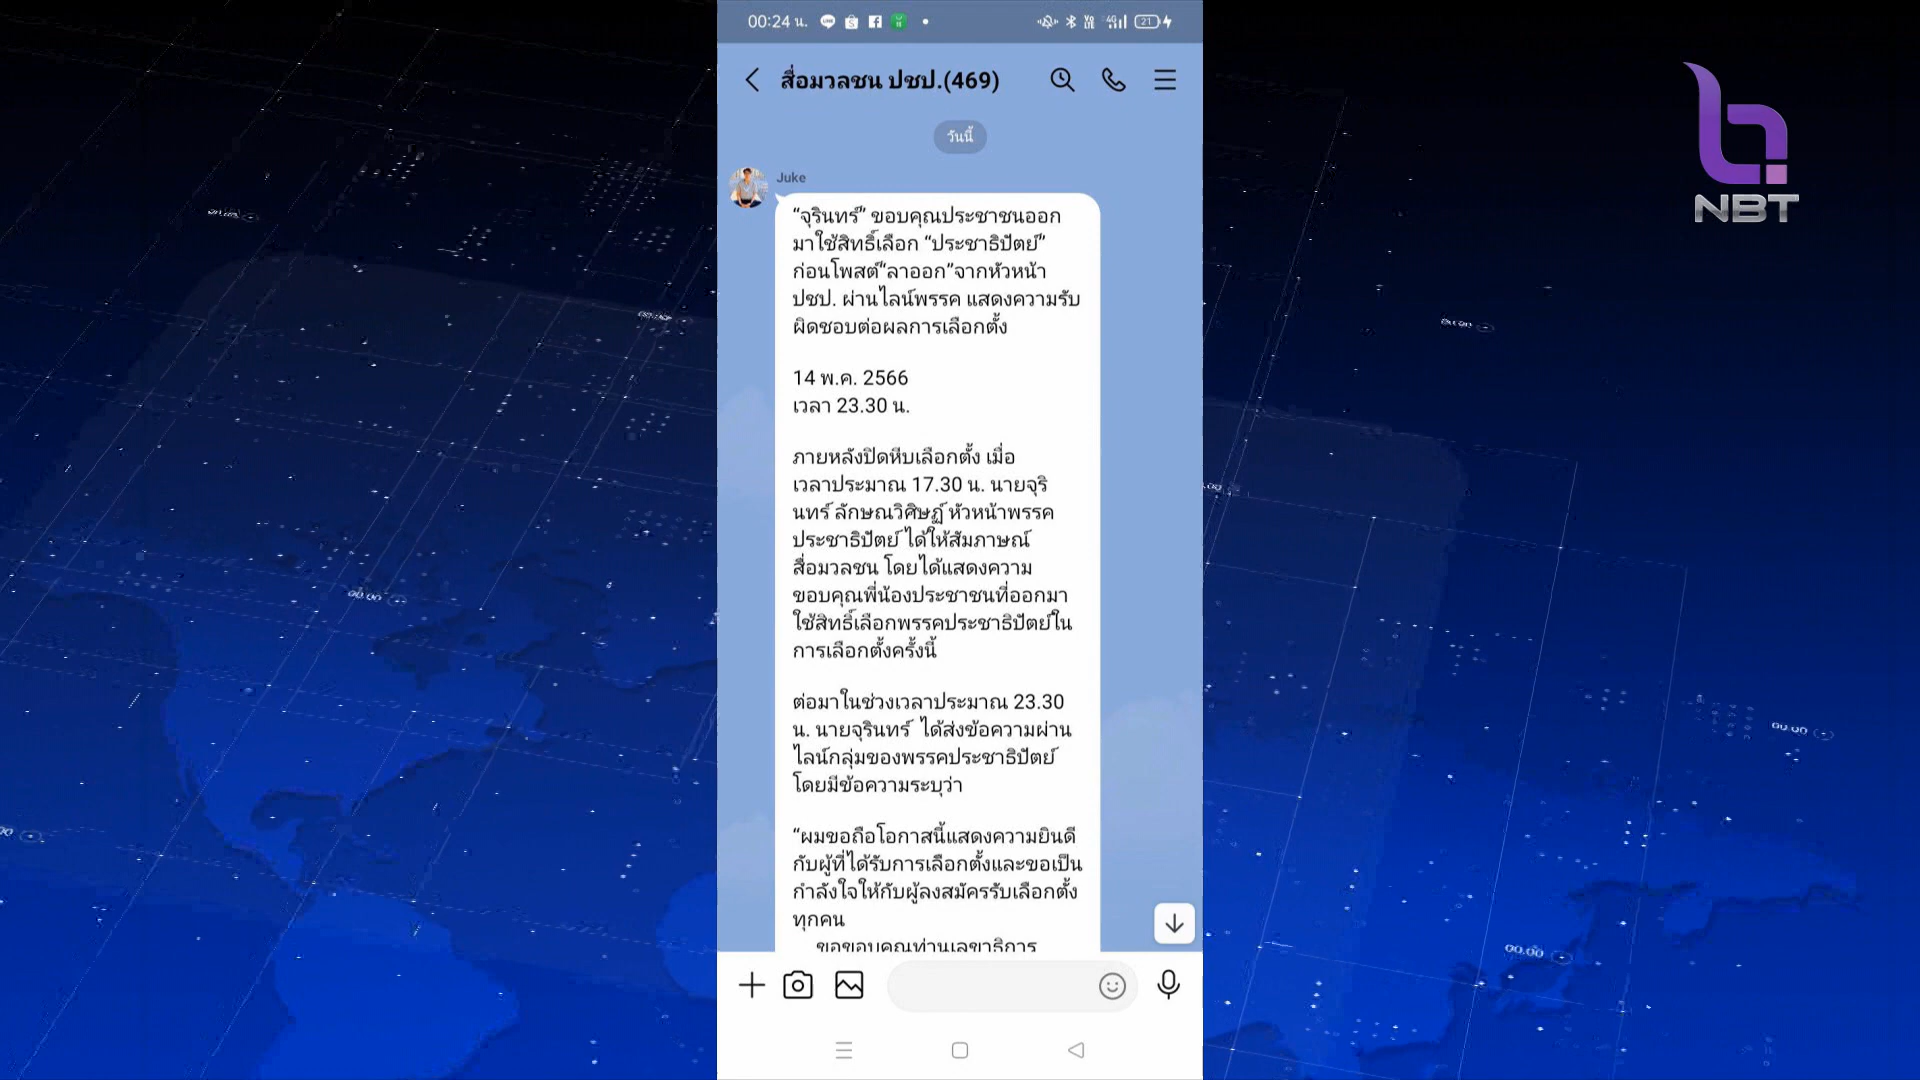 00:24 น.
21
NBT
สื่อมวลชน ปชป.(469)
วันนี้
Juke
“จุรินทร์” ขอบคุณประชาชนออก
มาใช้สิทธิ์เลือก “ประชาธิปัตย์”
ก่อนโพสต์“ลาออก”จากหัวหน้า
ปชป. ผ่านไลน์พรรค แสดงความรับ
ผิดชอบต่อผลการเลือกตั้ง
14 พ.ค. 2566
เวลา 23.30 น.
ภายหลังปิดหีบเลือกตั้ง เมื่อ
เวลาประมาณ 17.30 น. นายจุริ
นทร์ ลักษณวิศิษฏ์ หัวหน้าพรรค
ประชาธิปัตย์ ได้ให้สัมภาษณ์
สื่อมวลชน โดยได้แสดงความ
ขอบคุณพี่น้องประชาชนที่ออกมา
ใช้สิทธิ์เลือกพรรคประชาธิปัตย์ใน
การเลือกตั้งครั้งนี้
ต่อมาในช่วงเวลาประมาณ 23.30
น. นายจุรินทร์ ได้ส่งข้อความผ่าน
ไลน์กลุ่มของพรรคประชาธิปัตย์
โดยมีข้อความระบุว่า
“ผมขอถือโอกาสนี้แสดงความยินดี
กับผู้ที่ได้รับการเลือกตั้งและขอเป็น
กำลังใจให้กับผู้ลงสมัครรับเลือกตั้ง
ทุกคน
ขอขอบคุณท่านเลขาธิการ